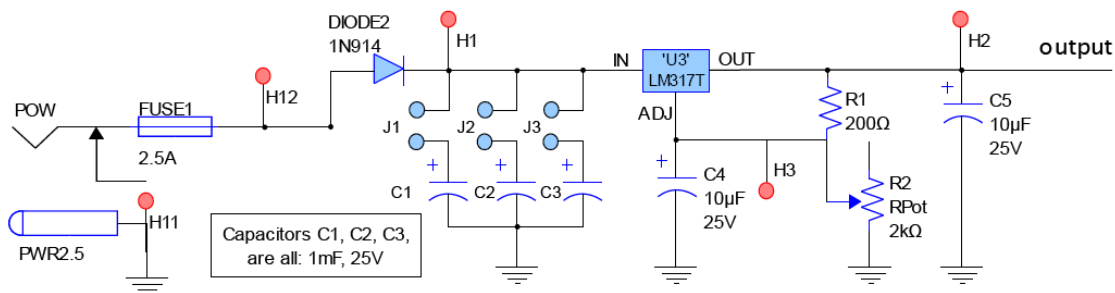 DIODE2
1N914
H1
H2
output
IN
'U3'
LM317T
OUT
ADJ
POW
FUSE1
2.5A
H12
J1
J2
J3
R1
200Ω
+
C5
10µF
25V
+
C1
+
C2
+
C3
+
C4
10µF
25V
H3
R2
RPot
2kΩ
H11
PWR2.5
Capacitors C1, C2, C3,
are all: 1mF, 25V